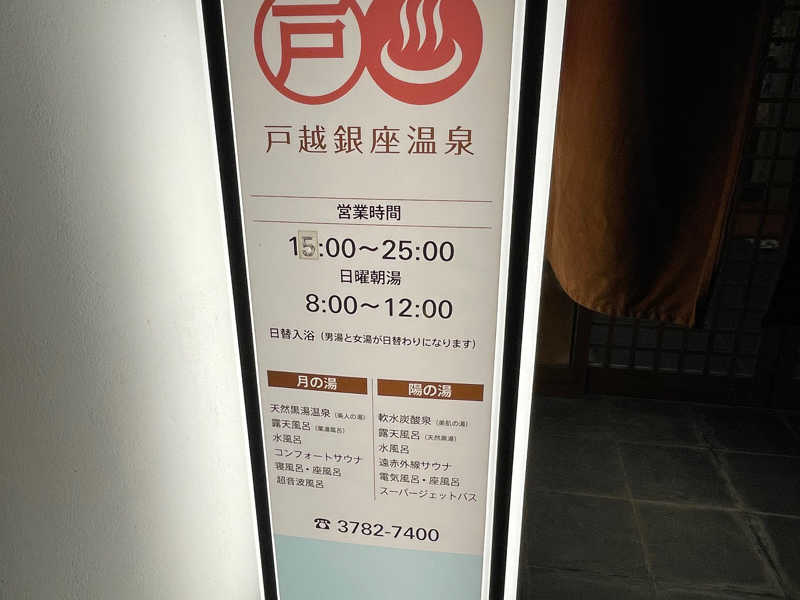 戸
戸越銀座温泉
営業時間
15:00〜25:00
日曜朝湯
8:00〜12:00
日替入浴（男湯と女湯が日替わりになります）
月の湯
天然黒湯温泉（美人の湯）
露天風呂（薬湯風呂）
水風呂
コンフォートサウナ
寝風呂・座風呂
超音波風呂
陽の湯
軟水炭酸泉（美肌の湯）
露天風呂（天然黒湯）
水風呂
遠赤外線サウナ
電気風呂・座風呂
スーパージェットバス
☎ 3782-7400